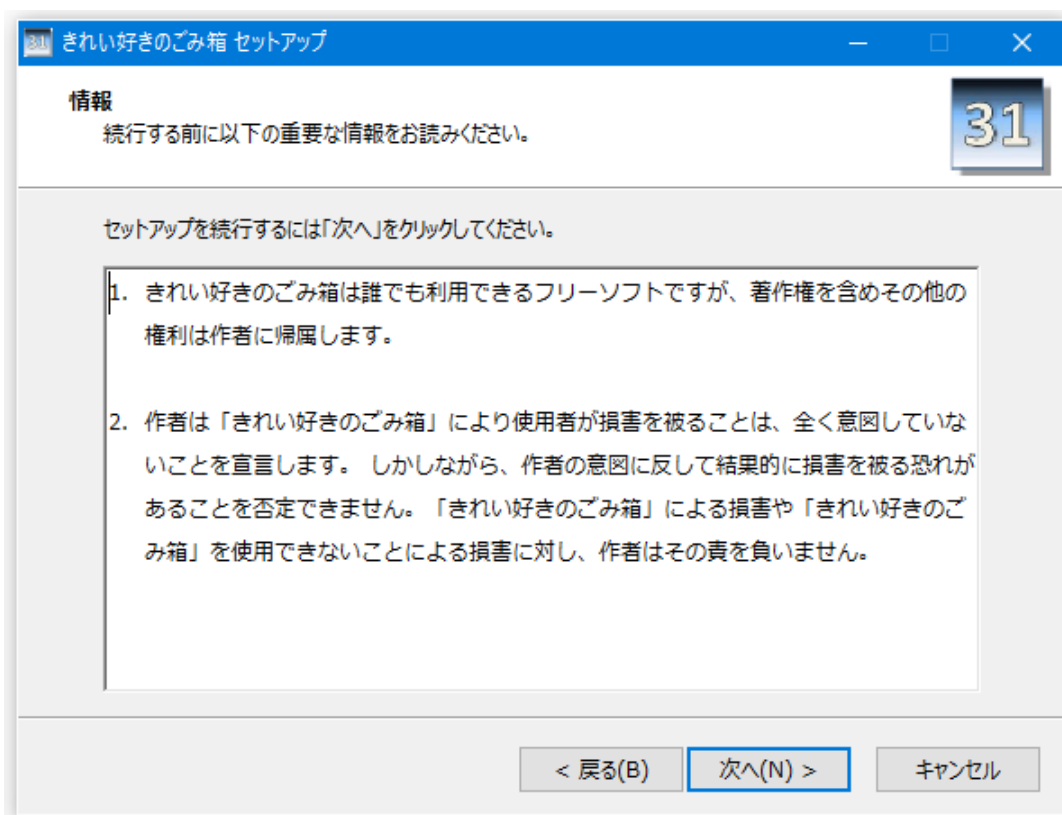 31 きれい好きのごみ箱 セットアップ
情報
続行する前に以下の重要な情報をお読みください。
31
セットアップを続行するには「次へ」をクリックしてください。
1. きれい好きのごみ箱は誰でも利用できるフリーソフトですが、著作権を含めその他の
権利は作者に帰属します。
2. 作者は「きれい好きのごみ箱」により使用者が損害を被ることは、全く意図していな
いことを宣言します。 しかしながら、作者の意図に反して結果的に損害を被る恐れが
あることを否定できません。「きれい好きのごみ箱」による損害や「きれい好きのご
み箱」を使用できないことによる損害に対し、作者はその責を負いません。
< 戻る(B) 次へ(N) > キャンセル